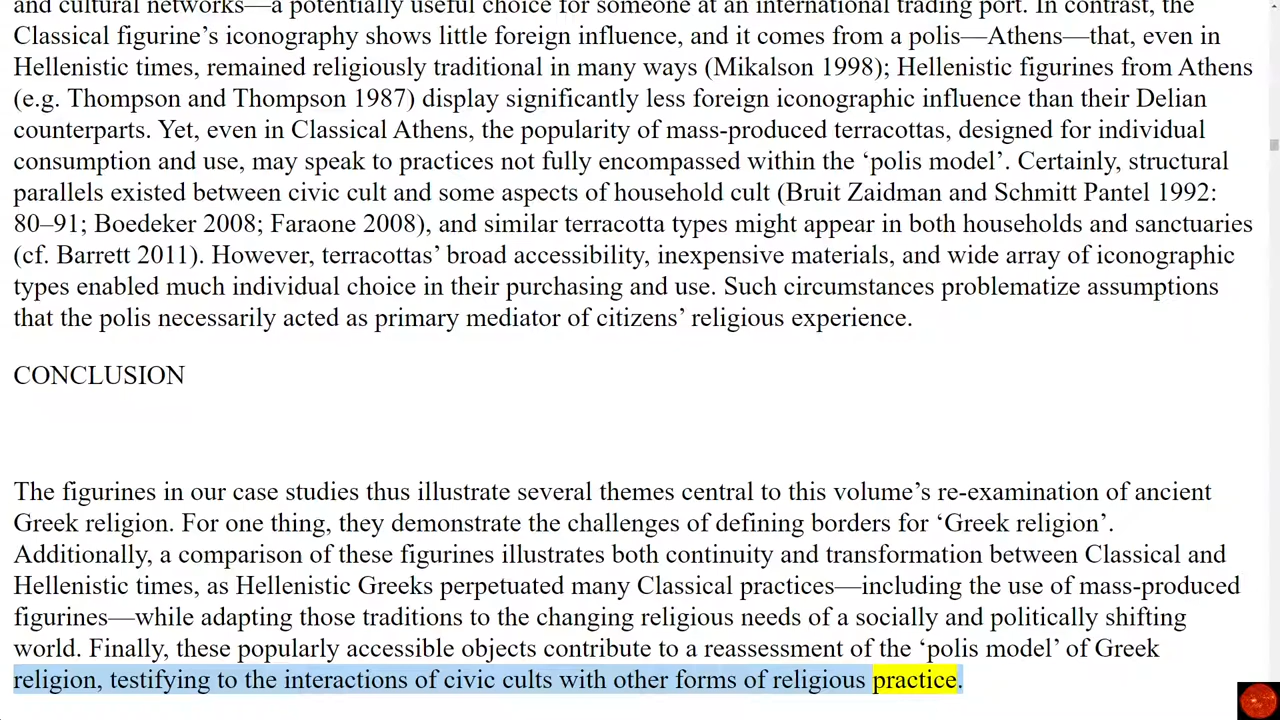 and cultural networks—a potentially useful choice for someone at an international trading port. In contrast, the
Classical figurine’s iconography shows little foreign influence, and it comes from a polis—Athens—that, even in
Hellenistic times, remained religiously traditional in many ways (Mikalson 1998); Hellenistic figurines from Athens
(e.g. Thompson and Thompson 1987) display significantly less foreign iconographic influence than their Delian
counterparts. Yet, even in Classical Athens, the popularity of mass-produced terracottas, designed for individual
consumption and use, may speak to practices not fully encompassed within the ‘polis model’. Certainly, structural
parallels existed between civic cult and some aspects of household cult (Bruit Zaidman and Schmitt Pantel 1992:
80–91; Boedeker 2008; Faraone 2008), and similar terracotta types might appear in both households and sanctuaries
(cf. Barrett 2011). However, terracottas’ broad accessibility, inexpensive materials, and wide array of iconographic
types enabled much individual choice in their purchasing and use. Such circumstances problematize assumptions
that the polis necessarily acted as primary mediator of citizens’ religious experience.
CONCLUSION
The figurines in our case studies thus illustrate several themes central to this volume’s re-examination of ancient
Greek religion. For one thing, they demonstrate the challenges of defining borders for ‘Greek religion’.
Additionally, a comparison of these figurines illustrates both continuity and transformation between Classical and
Hellenistic times, as Hellenistic Greeks perpetuated many Classical practices—including the use of mass-produced
figurines—while adapting those traditions to the changing religious needs of a socially and politically shifting
world. Finally, these popularly accessible objects contribute to a reassessment of the ‘polis model’ of Greek
religion, testifying to the interactions of civic cults with other forms of religious practice.